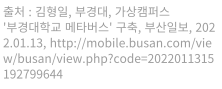 출처 : 김형일, 부경대, 가상캠퍼스
'부경대학교 메타버스' 구축, 부산일보, 202
2.01.13, http://mobile.busan.com/vie
w/busan/view.php?code=2022011315
192799644